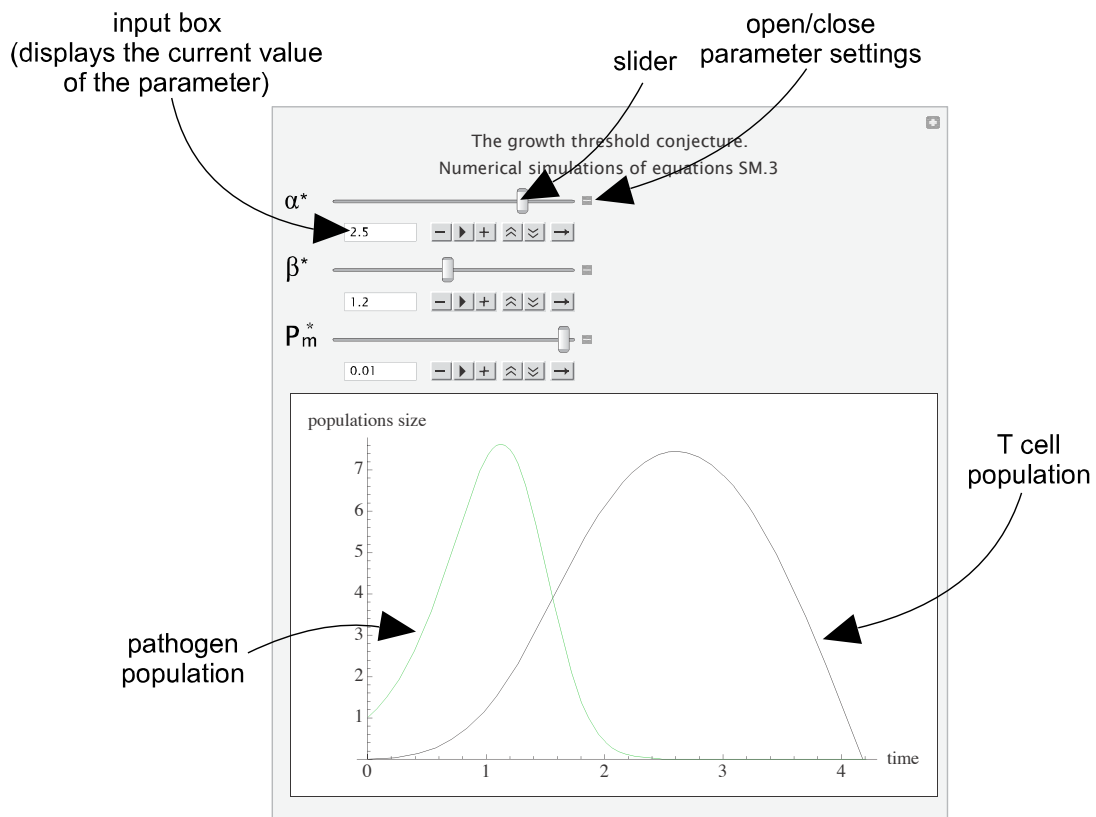 input box
(displays the current value
of the parameter)
slider
open/close
parameter settings
The growth threshold conjecture.
Numerical simulations of equations SM.3
α*
2.5
β*
1.2
P*m
0.01
populations size
7
6
5
4
3
2
1
0 1 2 3 4
time
T cell
population
pathogen
population